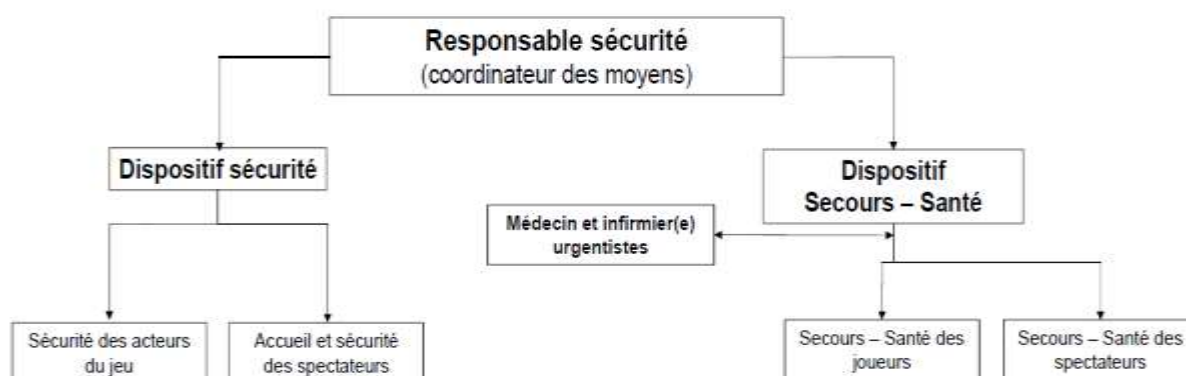 Responsable sécurité
(coordinateur des moyens)
Dispositif sécurité
Dispositif
Secours – Santé
Médecin et infirmier(e)
urgentistes
Sécurité des acteurs
du jeu
Accueil et sécurité
des spectateurs
Secours – Santé des
joueurs
Secours – Santé des
spectateurs